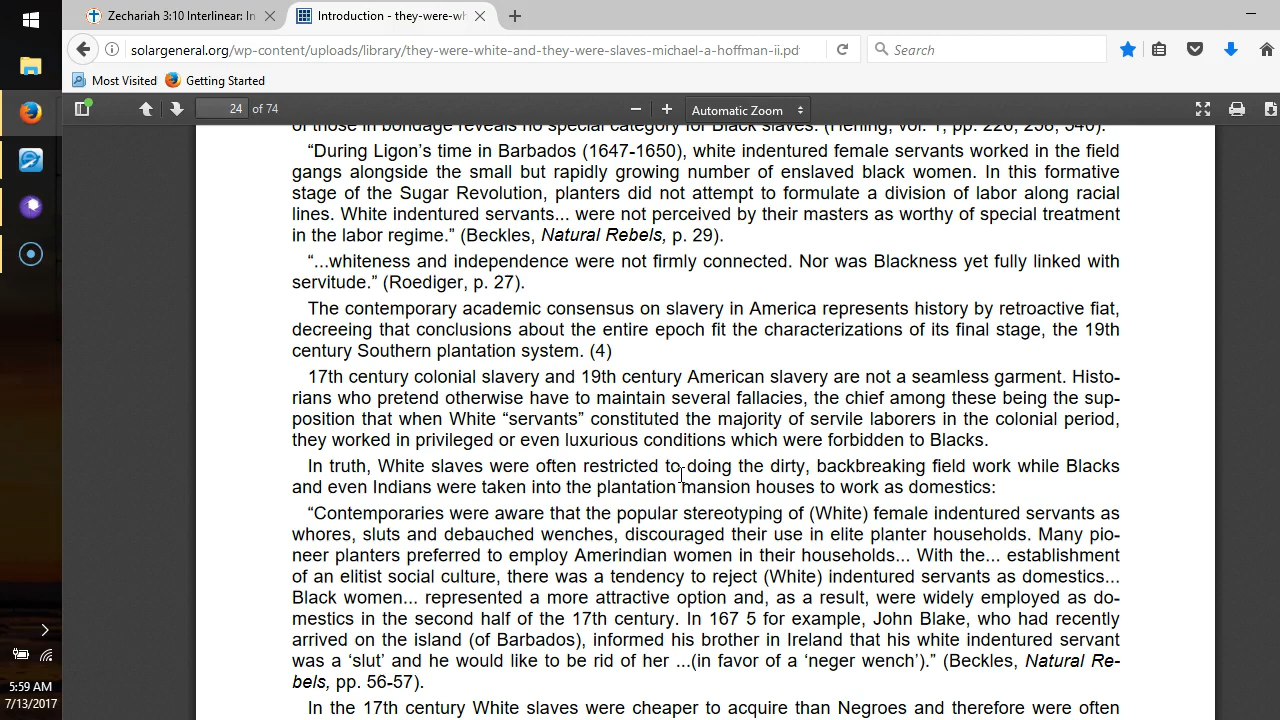 Zechariah 3:10 Interlinear: In
Introduction - they-were-wh
solargeneral.org/wp-content/uploads/library/they-were-white-and-they-were-slaves-michael-a-hoffman-ii.pdf
Search
Most Visited
Getting Started
24 of 74
Automatic Zoom
of those in bondage reveals no special category for Black slaves. (Hening, vol. 1, pp. 226, 258, 540).
“During Ligon’s time in Barbados (1647-1650), white indentured female servants worked in the field
gangs alongside the small but rapidly growing number of enslaved black women. In this formative
stage of the Sugar Revolution, planters did not attempt to formulate a division of labor along racial
lines. White indentured servants... were not perceived by their masters as worthy of special treatment
in the labor regime.” (Beckles, Natural Rebels, p. 29).
“...whiteness and independence were not firmly connected. Nor was Blackness yet fully linked with
servitude.” (Roediger, p. 27).
The contemporary academic consensus on slavery in America represents history by retroactive fiat,
decreeing that conclusions about the entire epoch fit the characterizations of its final stage, the 19th
century Southern plantation system. (4)
17th century colonial slavery and 19th century American slavery are not a seamless garment. Histo-
rians who pretend otherwise have to maintain several fallacies, the chief among these being the sup-
position that when White “servants” constituted the majority of servile laborers in the colonial period,
they worked in privileged or even luxurious conditions which were forbidden to Blacks.
In truth, White slaves were often restricted to doing the dirty, backbreaking field work while Blacks
and even Indians were taken into the plantation mansion houses to work as domestics:
“Contemporaries were aware that the popular stereotyping of (White) female indentured servants as
whores, sluts and debauched wenches, discouraged their use in elite planter households. Many pio-
neer planters preferred to employ Amerindian women in their households... With the... establishment
of an elitist social culture, there was a tendency to reject (White) indentured servants as domestics...
Black women... represented a more attractive option and, as a result, were widely employed as do-
mestics in the second half of the 17th century. In 167 5 for example, John Blake, who had recently
arrived on the island (of Barbados), informed his brother in Ireland that his white indentured servant
was a ‘slut’ and he would like to be rid of her ...(in favor of a ‘neger wench’).” (Beckles, Natural Re-
bels, pp. 56-57).
In the 17th century White slaves were cheaper to acquire than Negroes and therefore were often
5:59 AM
7/13/2017